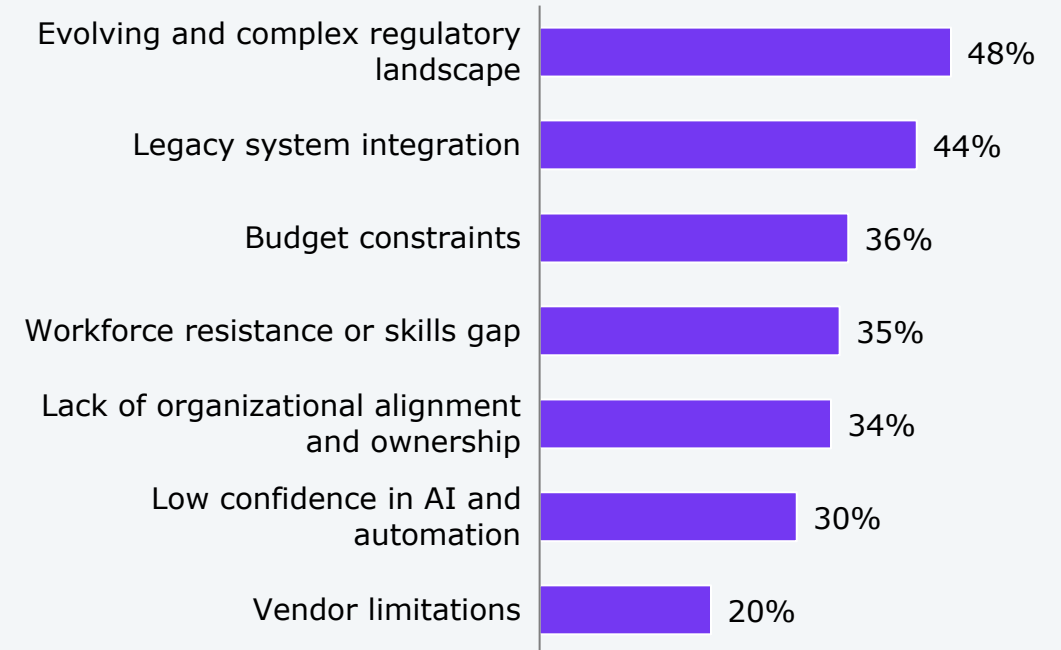 Evolving and complex regulatory
landscape
48%
Legacy system integration
44%
Budget constraints
36%
Workforce resistance or skills gap
35%
Lack of organizational alignment
and ownership
34%
Low confidence in AI and
automation
30%
Vendor limitations
20%